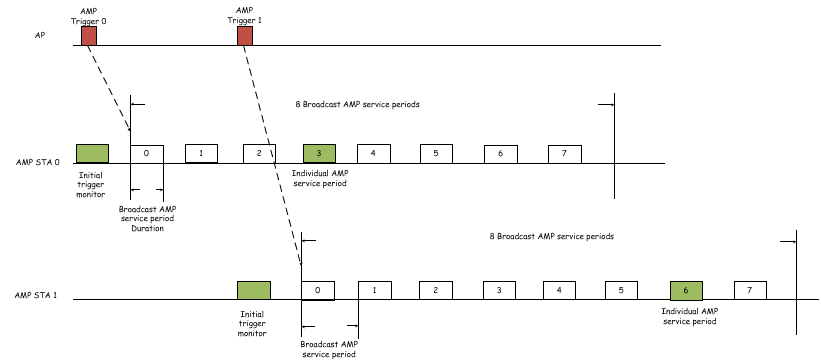 AMP
Trigger 0
AMP
Trigger 1
AP
8 Broadcast AMP service periods
AMP STA 0
0
1
2
3
4
5
6
7
Initial
trigger
monitor
Individual AMP
service period
Broadcast AMP
service period
Duration
8 Broadcast AMP service periods
AMP STA 1
0
1
2
3
4
5
6
7
Initial
trigger
monitor
Individual AMP
service period
Broadcast AMP
service period